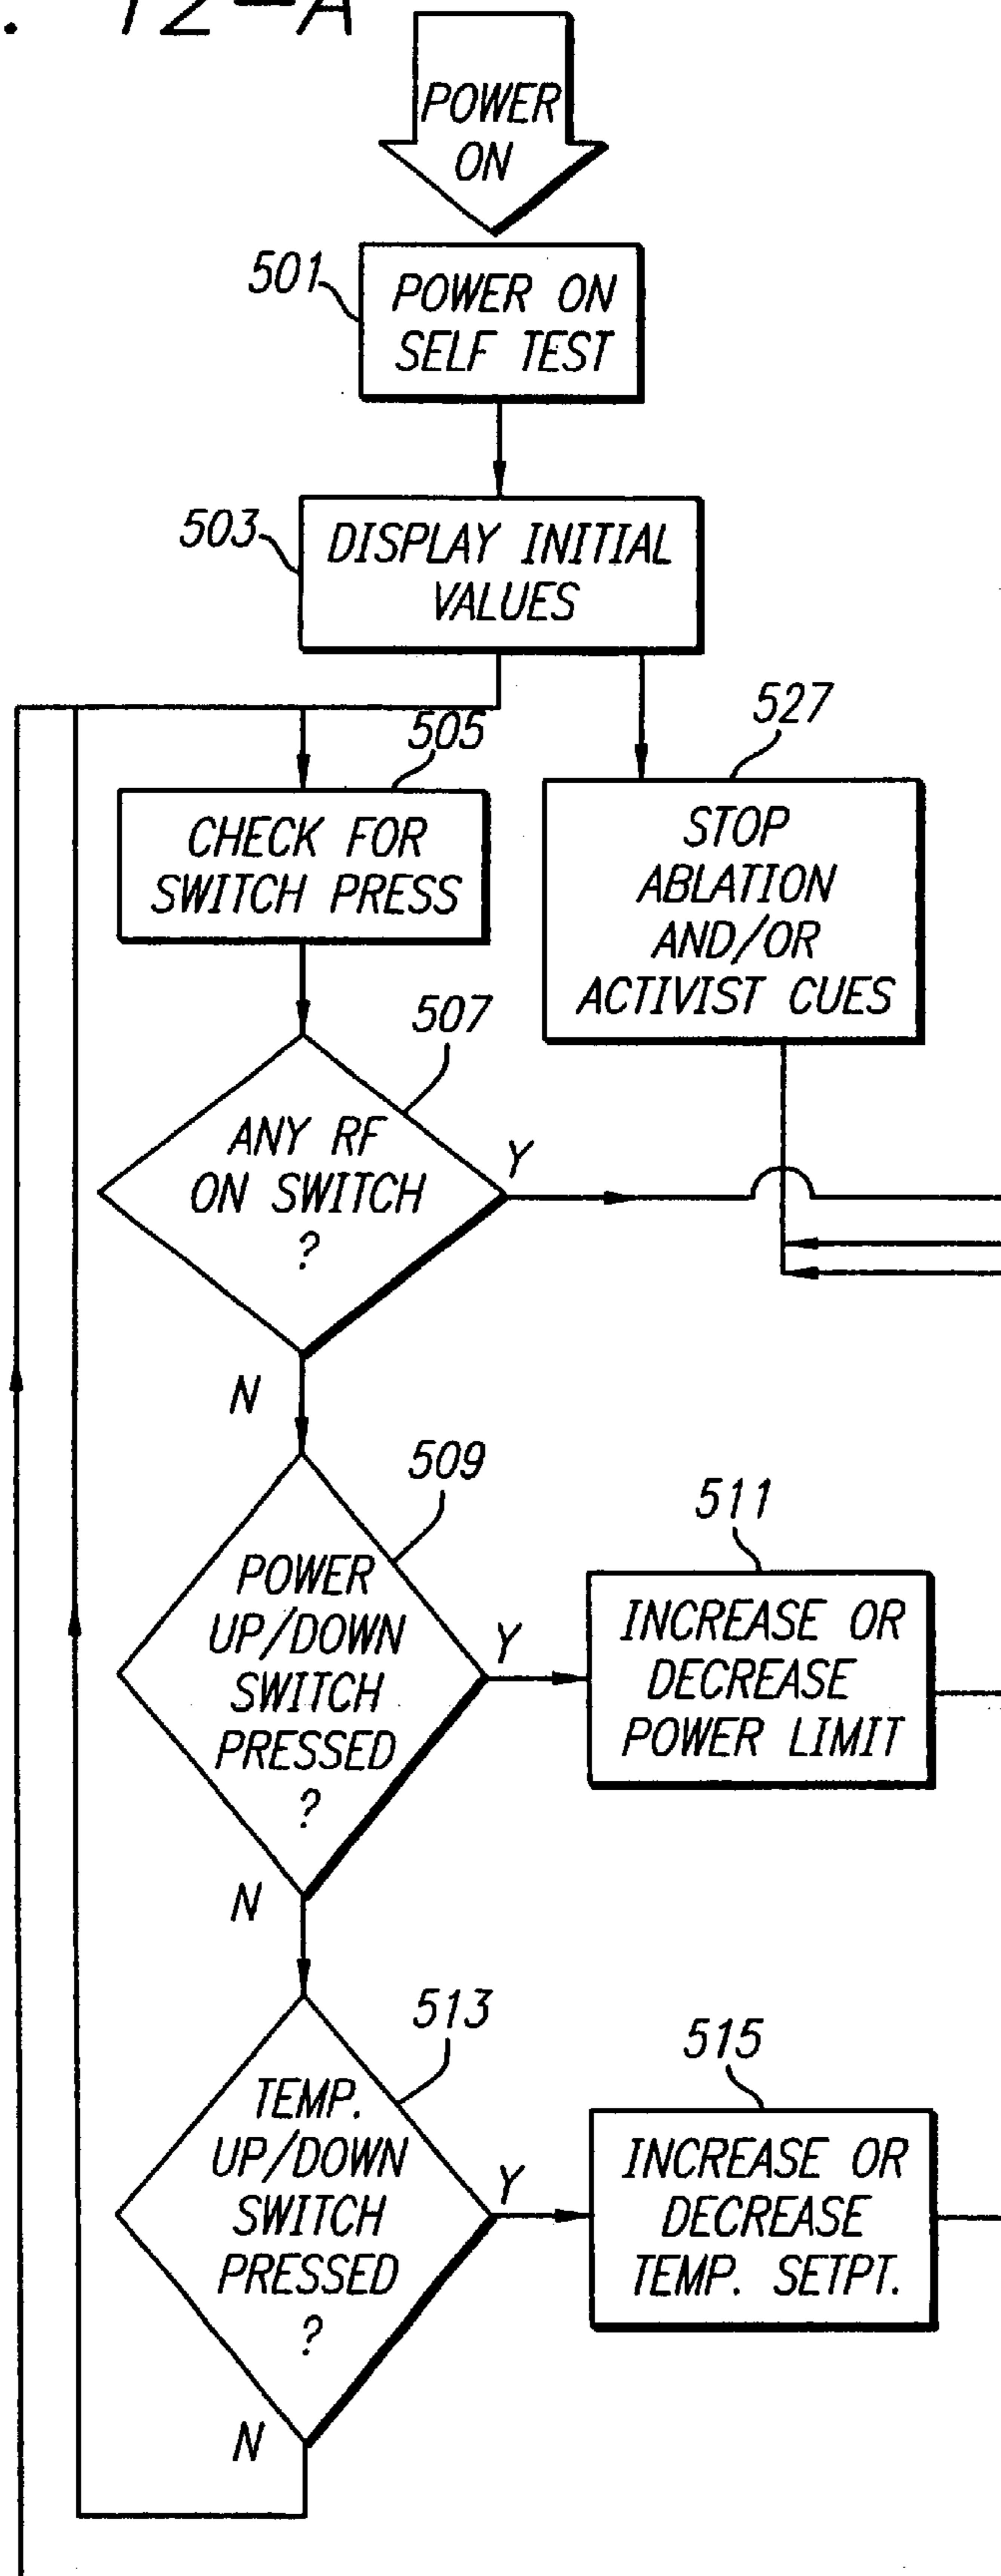 . 12-A
POWER
ON
501
POWER ON
SELF TEST
503
DISPLAY INITIAL
VALUES
505
CHECK FOR
SWITCH PRESS
527
STOP
ABLATION
AND/OR
ACTIVIST CUES
507
ANY RF
ON SWITCH
?
Y
N
509
POWER
UP/DOWN
SWITCH
PRESSED
?
Y
N
511
INCREASE OR
DECREASE
POWER LIMIT
513
TEMP.
UP/DOWN
SWITCH
PRESSED
?
Y
N
515
INCREASE OR
DECREASE
TEMP. SETPT.